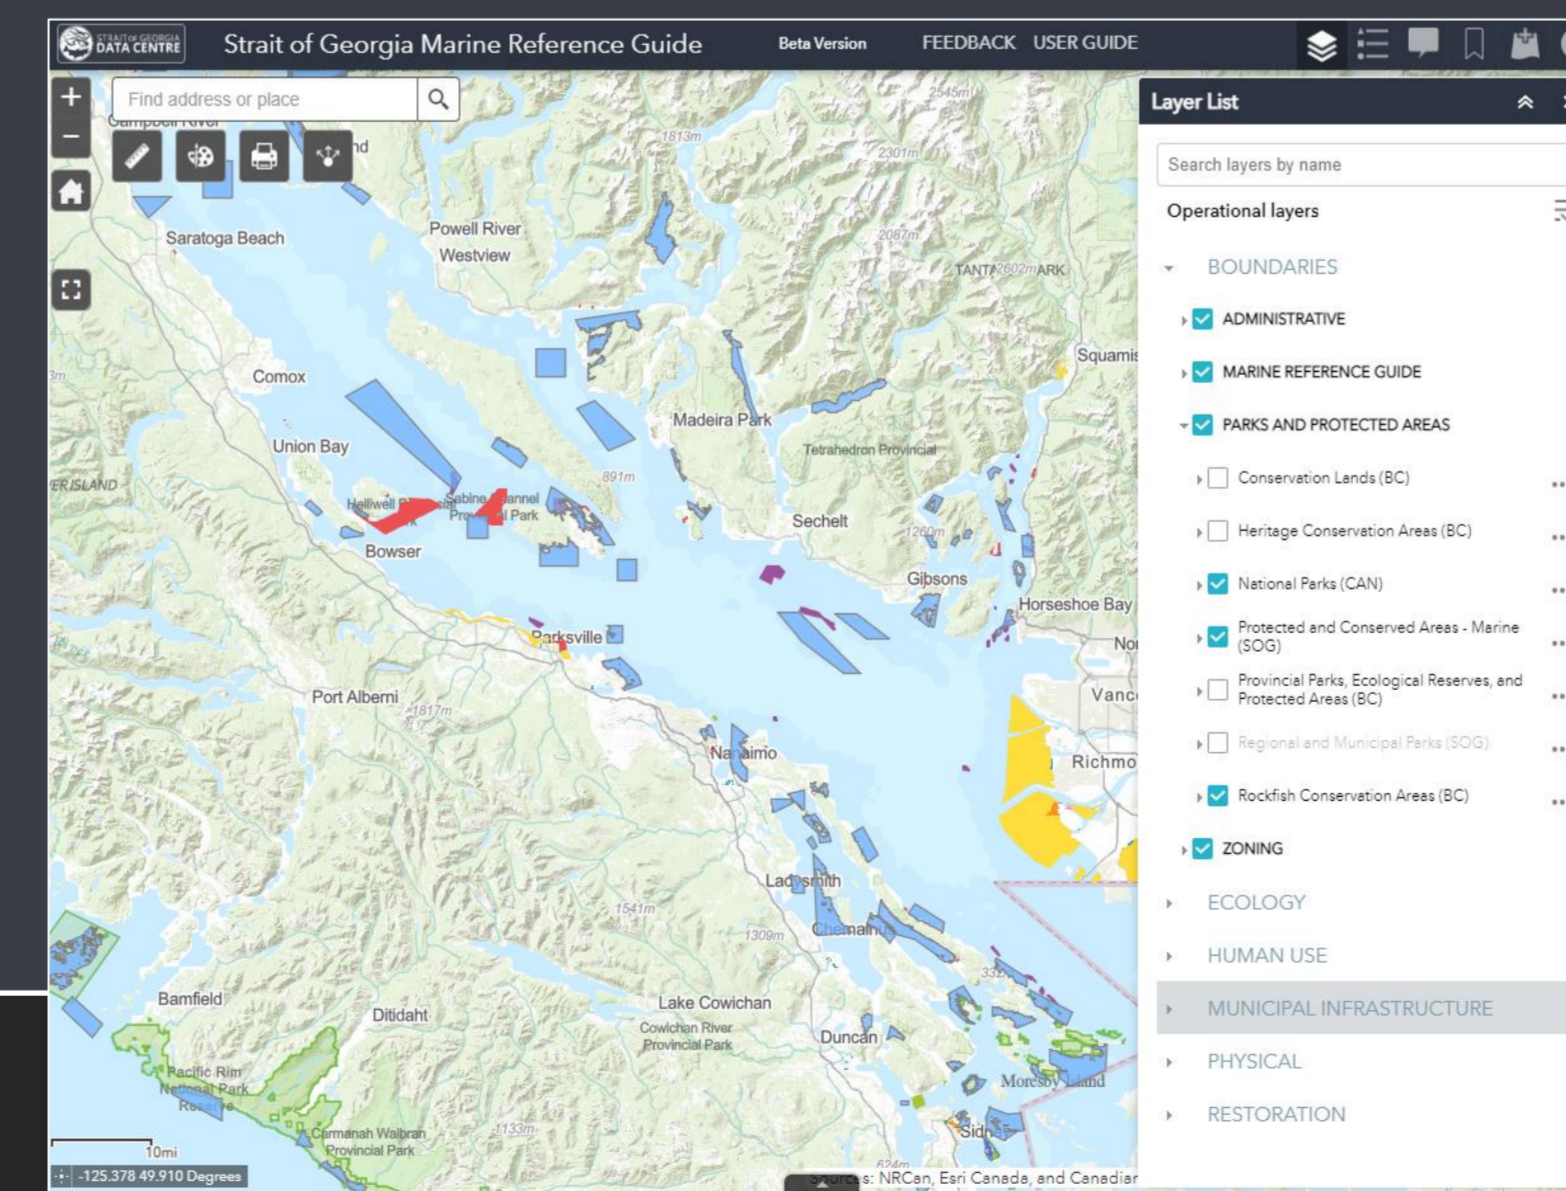 STRAIT OF GEORGIA
DATA CENTRE
Strait of Georgia Marine Reference Guide
Beta Version
FEEDBACK
USER GUIDE
Find address or place
Campbell River
2545m
1813m
2301m
Saratoga Beach
Powell River
Westview
2087m
2602m
Squamis
Comox
Madeira Park
Tetrahedron Provincial
Union Bay
891m
Helliwell
Sabine
Bowser
Sechelt
1260m
Gibsons
Horseshoe Bay
Parksville
Port Alberni
1817m
Nanaimo
Vanc
Richmo
Ladysmith
1541m
1309m
Bamfield
Ditidaht
Lake Cowichan
Cowichan River
Provincial Park
Duncan
Pacific Rim
National Park
Reserve
Moresby Island
Carmanah Walbran
Provincial Park
1133m
624m
10mi
-125.378 49.910 Degrees
Sources: NRCan, Esri Canada, and Canadian
Layer List
Search layers by name
Operational layers
BOUNDARIES
ADMINISTRATIVE
MARINE REFERENCE GUIDE
PARKS AND PROTECTED AREAS
Conservation Lands (BC)
Heritage Conservation Areas (BC)
National Parks (CAN)
Protected and Conserved Areas - Marine
(SOG)
Provincial Parks, Ecological Reserves, and
Protected Areas (BC)
Regional and Municipal Parks (SOG)
Rockfish Conservation Areas (BC)
ZONING
ECOLOGY
HUMAN USE
MUNICIPAL INFRASTRUCTURE
PHYSICAL
RESTORATION